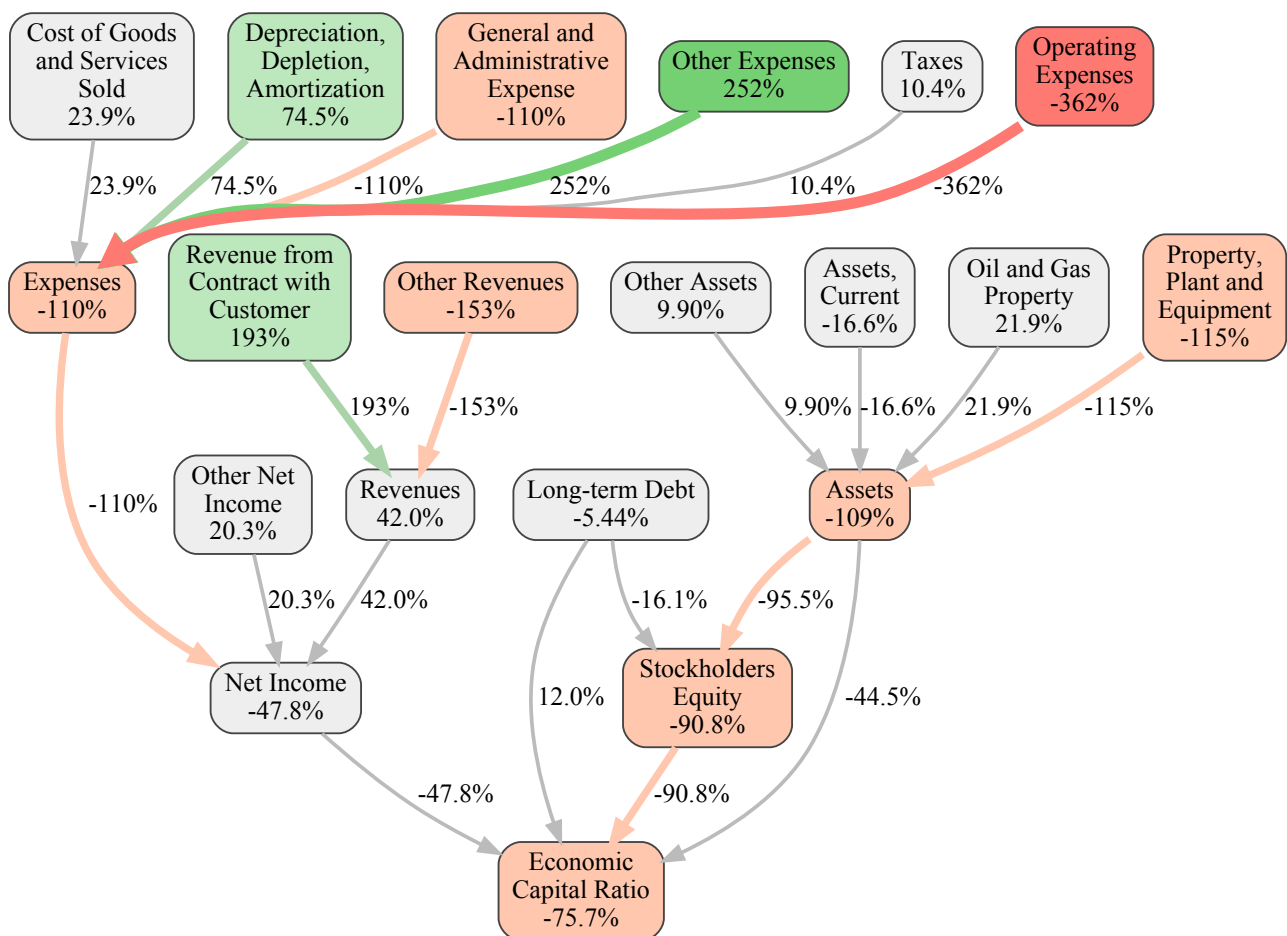 Cost of Goods
and Services
Sold
23.9%
Depreciation,
Depletion,
Amortization
74.5%
General and
Administrative
Expense
-110%
Other Expenses
252%
Taxes
10.4%
Operating
Expenses
-362%
23.9%
74.5%
-110%
252%
10.4%
-362%
Expenses
-110%
Revenue from
Contract with
Customer
193%
Other Revenues
-153%
Other Assets
9.90%
Assets,
Current
-16.6%
Oil and Gas
Property
21.9%
Property,
Plant and
Equipment
-115%
193%
-153%
9.90%
-16.6%
21.9%
-115%
-110%
Other Net
Income
20.3%
Revenues
42.0%
Long-term Debt
-5.44%
Assets
-109%
20.3%
42.0%
-16.1%
-95.5%
Net Income
-47.8%
12.0%
Stockholders
Equity
-90.8%
-44.5%
-47.8%
-90.8%
Economic
Capital Ratio
-75.7%